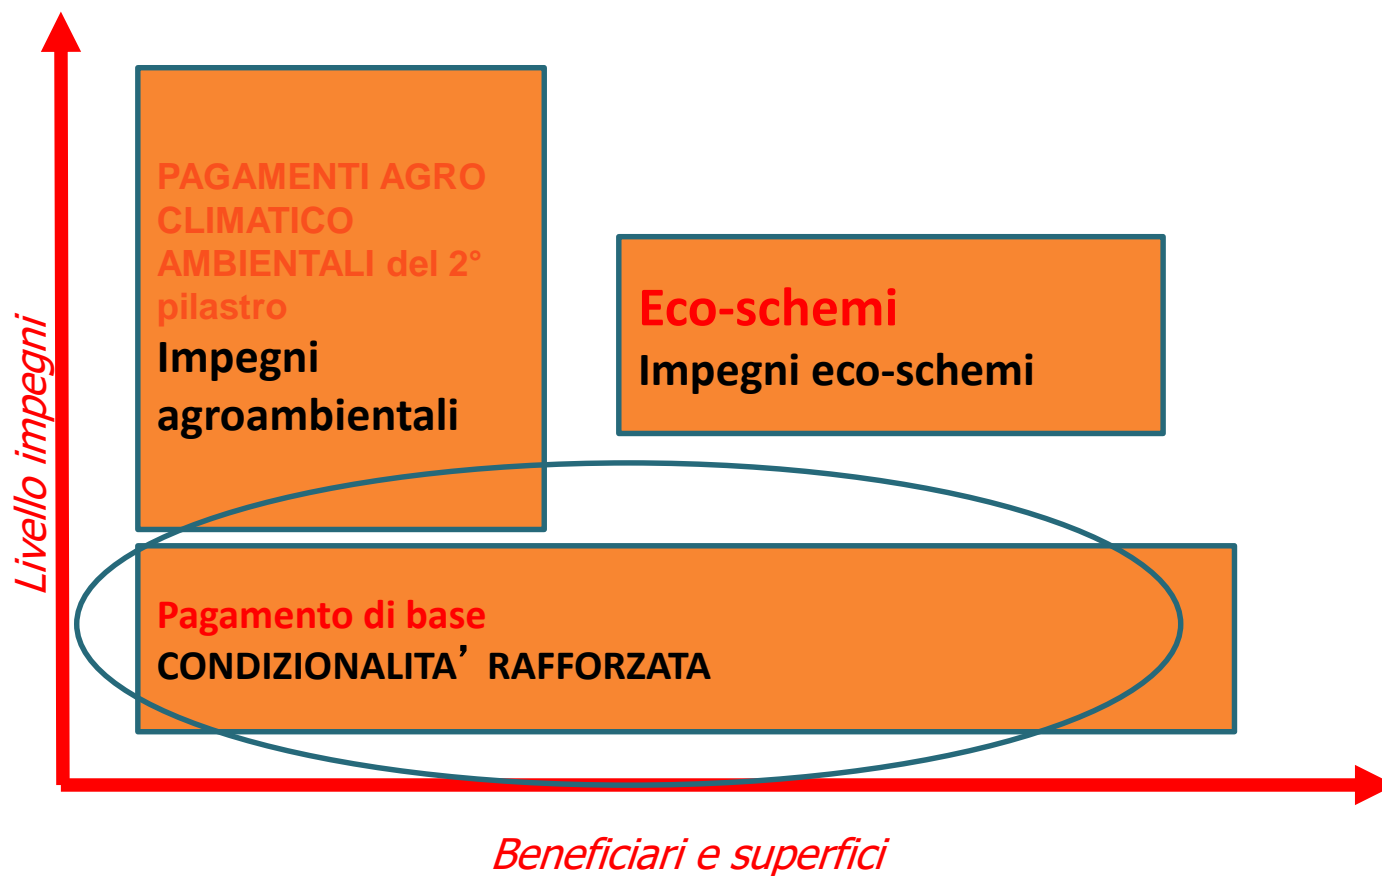 PAGAMENTI AGRO
CLIMATICO
AMBIENTALI del 2°
pilastro
Impegni
agroambientali
Eco-schemi
Impegni eco-schemi
Livello impegni
Pagamento di base
CONDIZIONALITA’ RAFFORZATA
Beneficiari e superfici